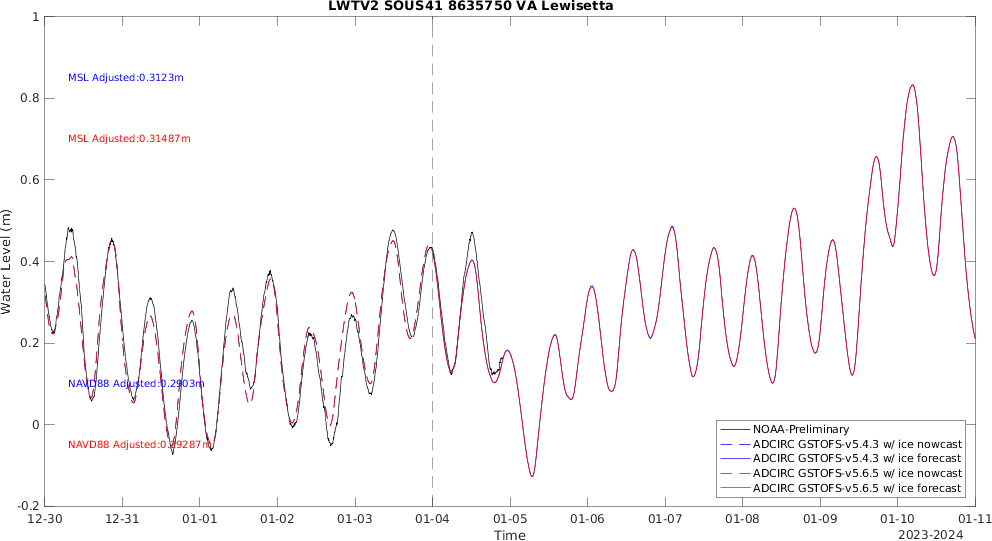 LWTV2 SOUS41 8635750 VA Lewisetta
1
0.8
0.6
0.4
0.2
0
-0.2
Water Level (m)
MSL Adjusted:0.3123m
MSL Adjusted:0.31487m
NAVD88 Adjusted:0.2903m
NAVD88 Adjusted:0.29287m
NOAA-Preliminary
ADCIRC GSTOFS-v5.4.3 w/ ice nowcast
ADCIRC GSTOFS-v5.4.3 w/ ice forecast
ADCIRC GSTOFS-v5.6.5 w/ ice nowcast
ADCIRC GSTOFS-v5.6.5 w/ ice forecast
12-30 12-31 01-01 01-02 01-03 01-04 01-05 01-06 01-07 01-08 01-09 01-10 01-11
Time
2023-2024